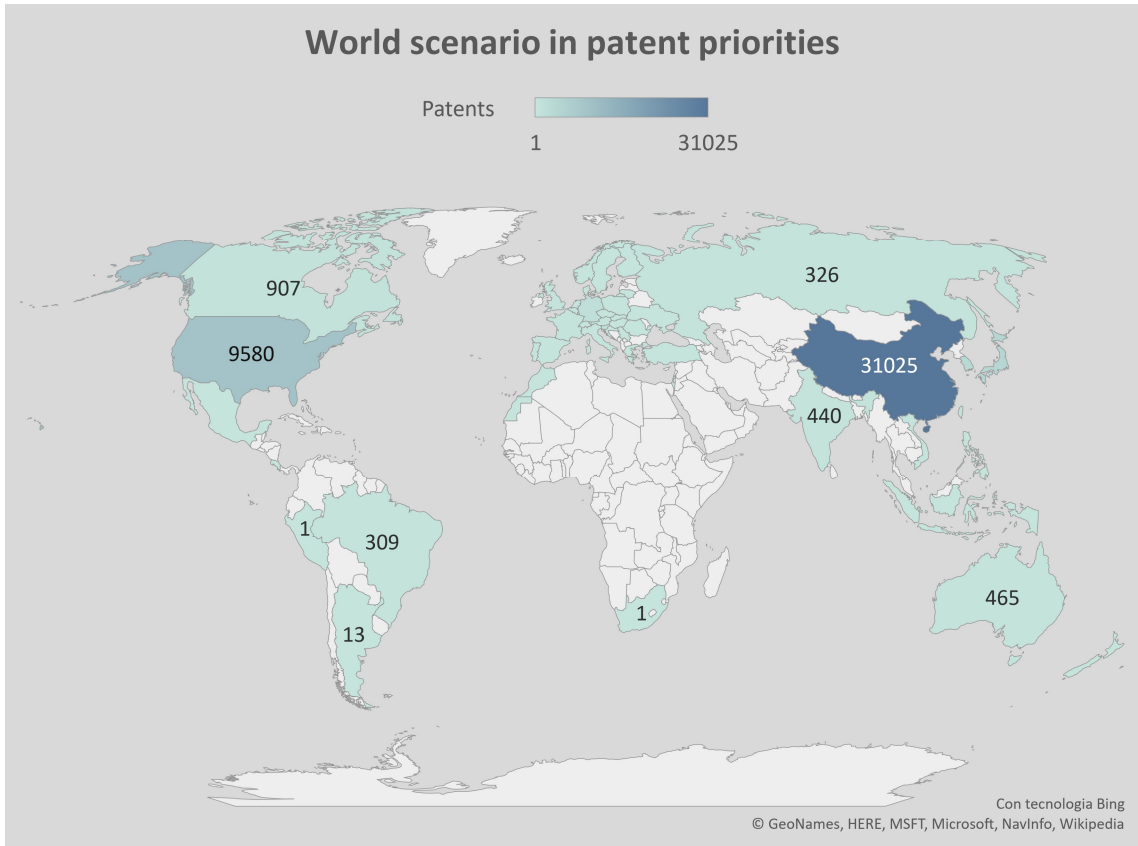 World scenario in patent priorities
Patents
1 31025
907
326
9580
31025
440
1
309
465
1
13
Con tecnologia Bing
© GeoNames, HERE, MSFT, Microsoft, NavInfo, Wikipedia